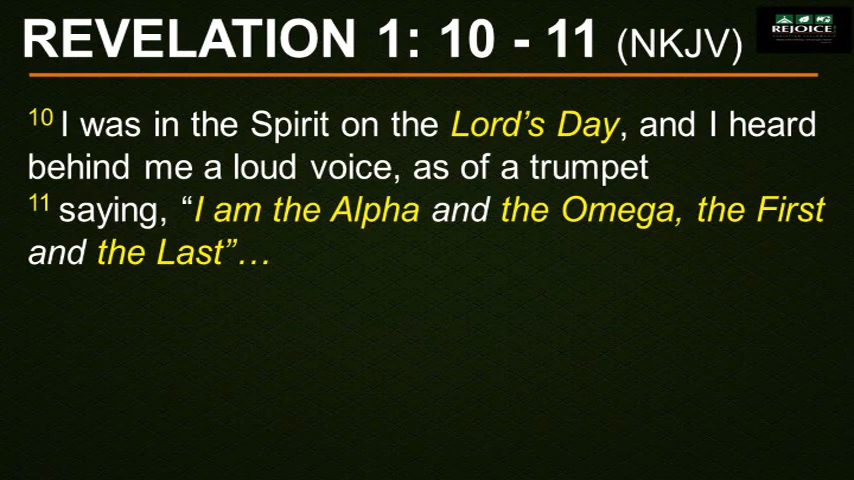 REVELATION 1: 10 - 11 (NKJV)
REJOICE
10 I was in the Spirit on the Lord’s Day, and I heard
behind me a loud voice, as of a trumpet
11 saying, “I am the Alpha and the Omega, the First
and the Last”…